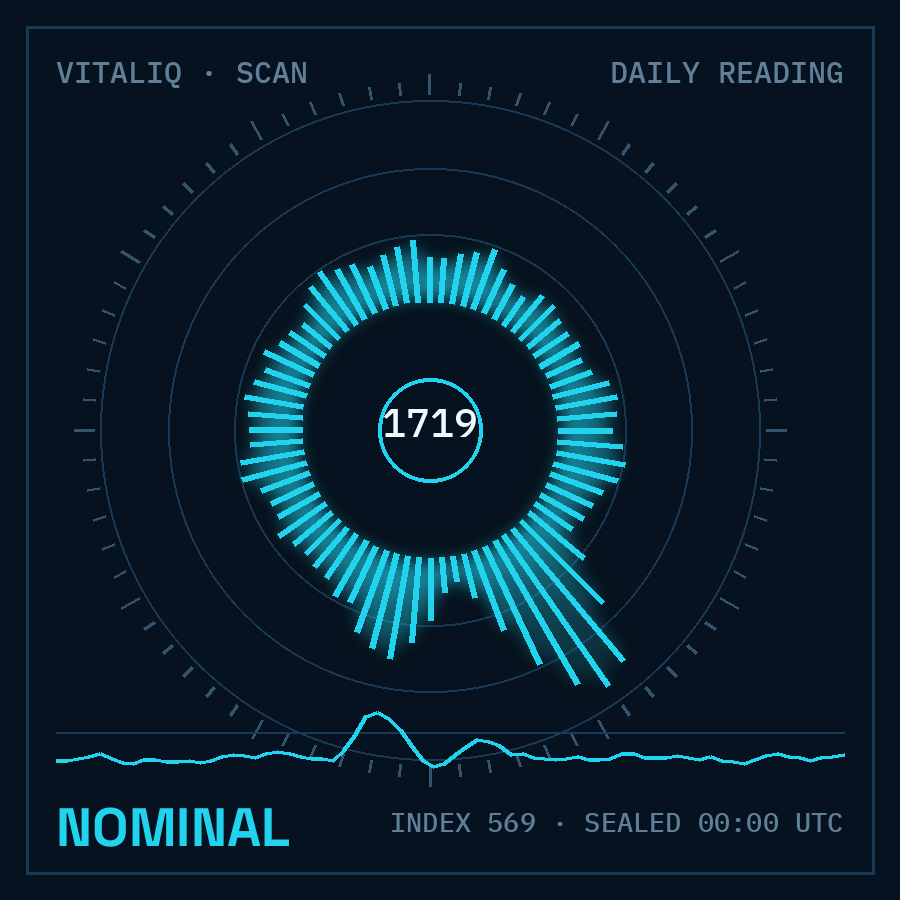 VITALIQ · SCAN
DAILY READING
1719
NOMINAL
INDEX 569 · SEALED 00:00 UTC